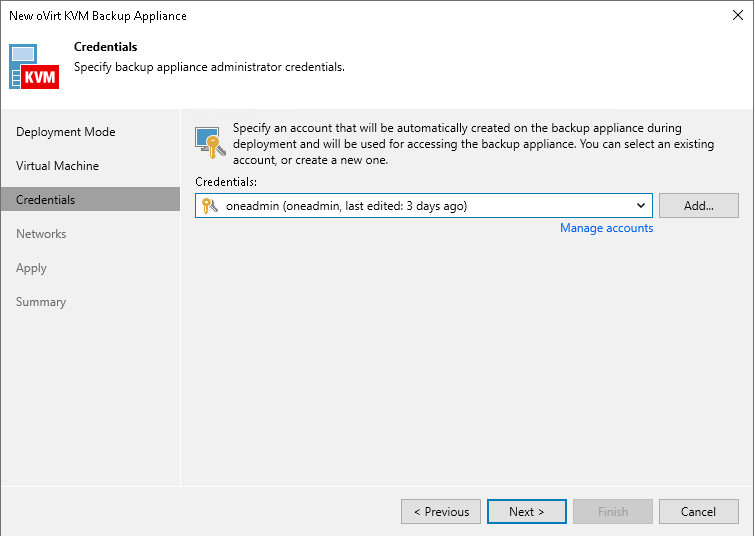 New oVirt KVM Backup Appliance
KVM
Credentials
Specify backup appliance administrator credentials.
Deployment Mode
Virtual Machine
Credentials
Networks
Apply
Summary
Specify an account that will be automatically created on the backup appliance during
deployment and will be used for accessing the backup appliance. You can select an existing
account, or create a new one.
Credentials:
oneadmin (oneadmin, last edited: 3 days ago)
Add...
Manage accounts
< Previous
Next >
Finish
Cancel